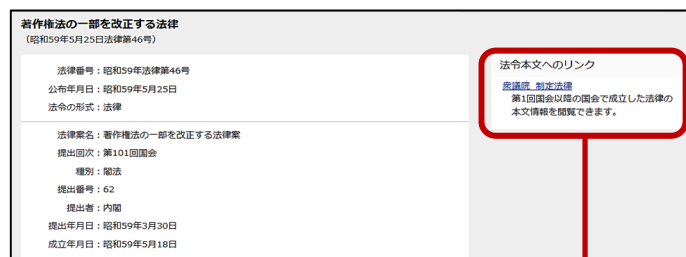 著作権法の一部を改正する法律
（昭和59年5月25日法律第46号）
法律番号：昭和59年法律第46号
公布年月日：昭和59年5月25日
法令の形式：法律
法律案名：著作権法の一部を改正する法律案
提出回次：第101回国会
種別：閣法
提出番号：62
提出者：内閣
提出年月日：昭和59年3月30日
成立年月日：昭和59年5月18日
法令本文へのリンク
衆議院 制定法律
第1回国会以降の国会で成立した法律の
本文情報を閲覧できます。